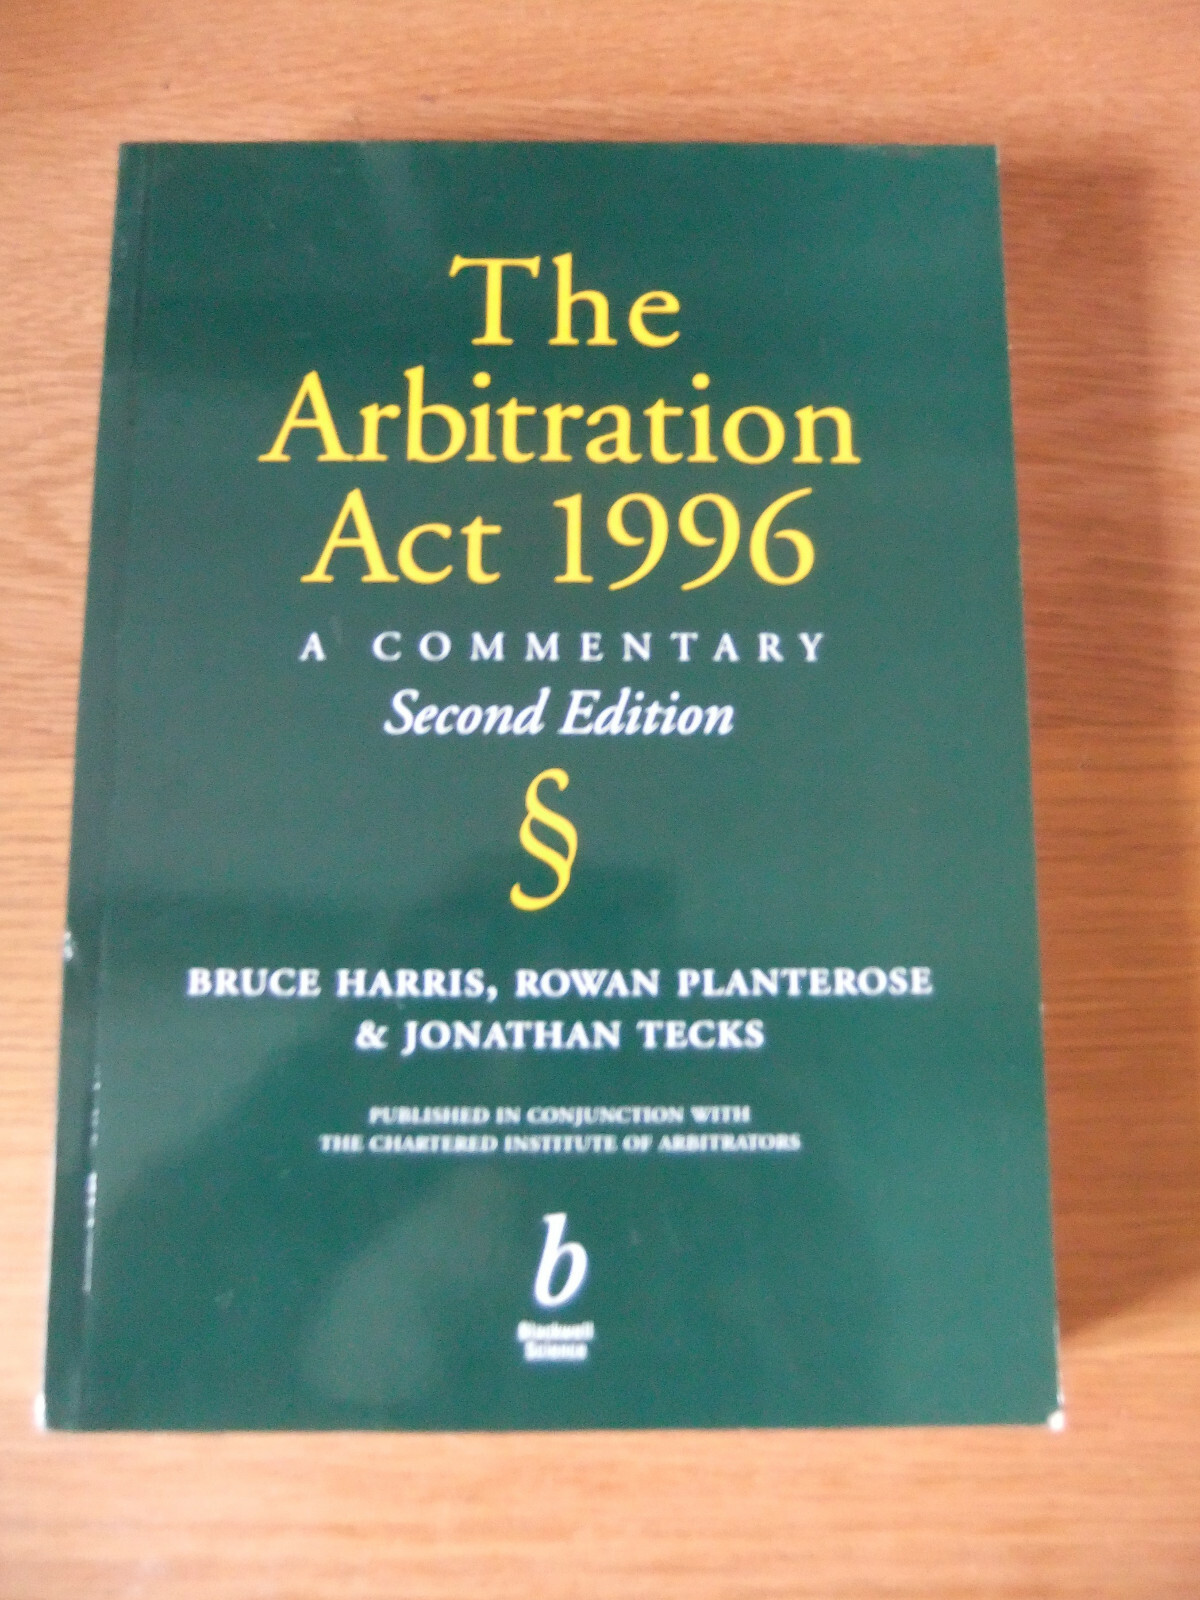 The
Arbitration
Act 1996
A COMMENTARY
Second Edition
§
BRUCE HARRIS, ROWAN PLANTEROSE
& JONATHAN TECKS
PUBLISHED IN CONJUNCTION WITH
THE CHARTERED INSTITUTE OF ARBITRATORS
b
Blackwell
Science